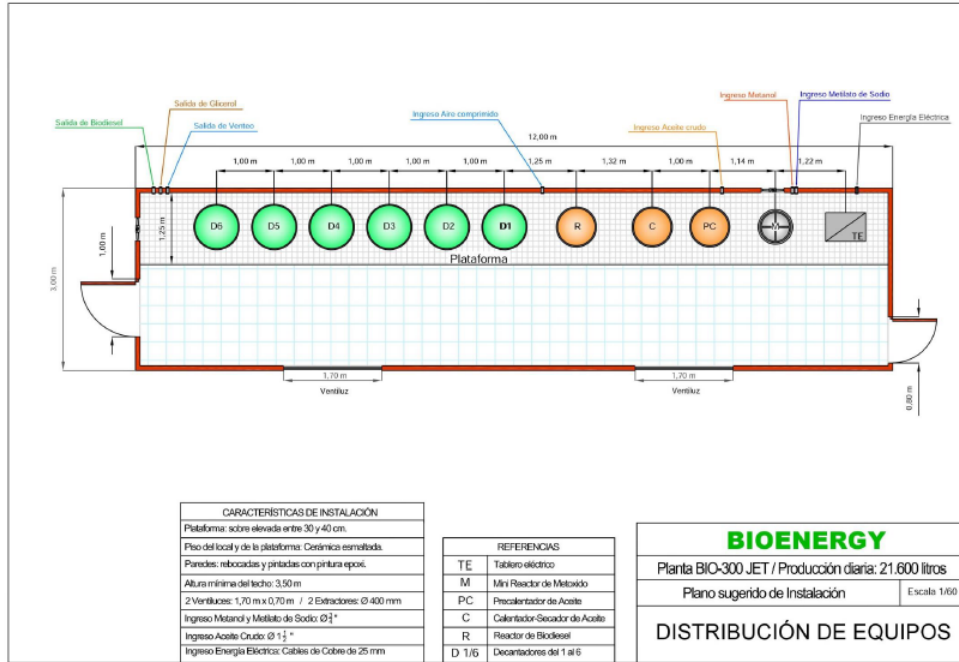 Salida de Glicerol
Ingreso Metanol
Ingreso Metilato de Sodio
Salida de Biodiesel
Salida de Venteo
Ingreso Aire comprimido
Ingreso Aceite crudo
Ingreso Energía Eléctrica
12,00 m
1,00 m
1,00 m
1,00 m
1,00 m
1,00 m
1,25 m
1,32 m
1,00 m
1,14 m
1,22 m
1,25 m
D6
D5
D4
D3
D2
D1
R
C
PC
M
TE
Plataforma
1,00 m
3,00 m
1,70 m
1,70 m
Ventiluz
Ventiluz
0,80 m
CARACTERÍSTICAS DE INSTALACIÓN
Plataforma: sobre elevada entre 30 y 40 cm.
Piso del local y de la plataforma: Cerámica esmaltada.
Paredes: rebocadas y pintadas con pintura epoxi.
Altura mínima del techo: 3,50 m
2 Ventiluces: 1,70 m x 0,70 m / 2 Extractores: Ø 400 mm
Ingreso Metanol y Metilato de Sodio: Ø 3/4 "
Ingreso Aceite Crudo: Ø 1 1/2 "
Ingreso Energía Eléctrica: Cables de Cobre de 25 mm
REFERENCIAS
TE Tablero eléctrico
M Mini Reactor de Metoxido
PC Precalentador de Aceite
C Calentador-Secador de Aceite
R Reactor de Biodiesel
D 1/6 Decantadores del 1 al 6
BIOENERGY
Planta BIO-300 JET / Producción diaria: 21.600 litros
Plano sugerido de Instalación
Escala 1/60
DISTRIBUCIÓN DE EQUIPOS